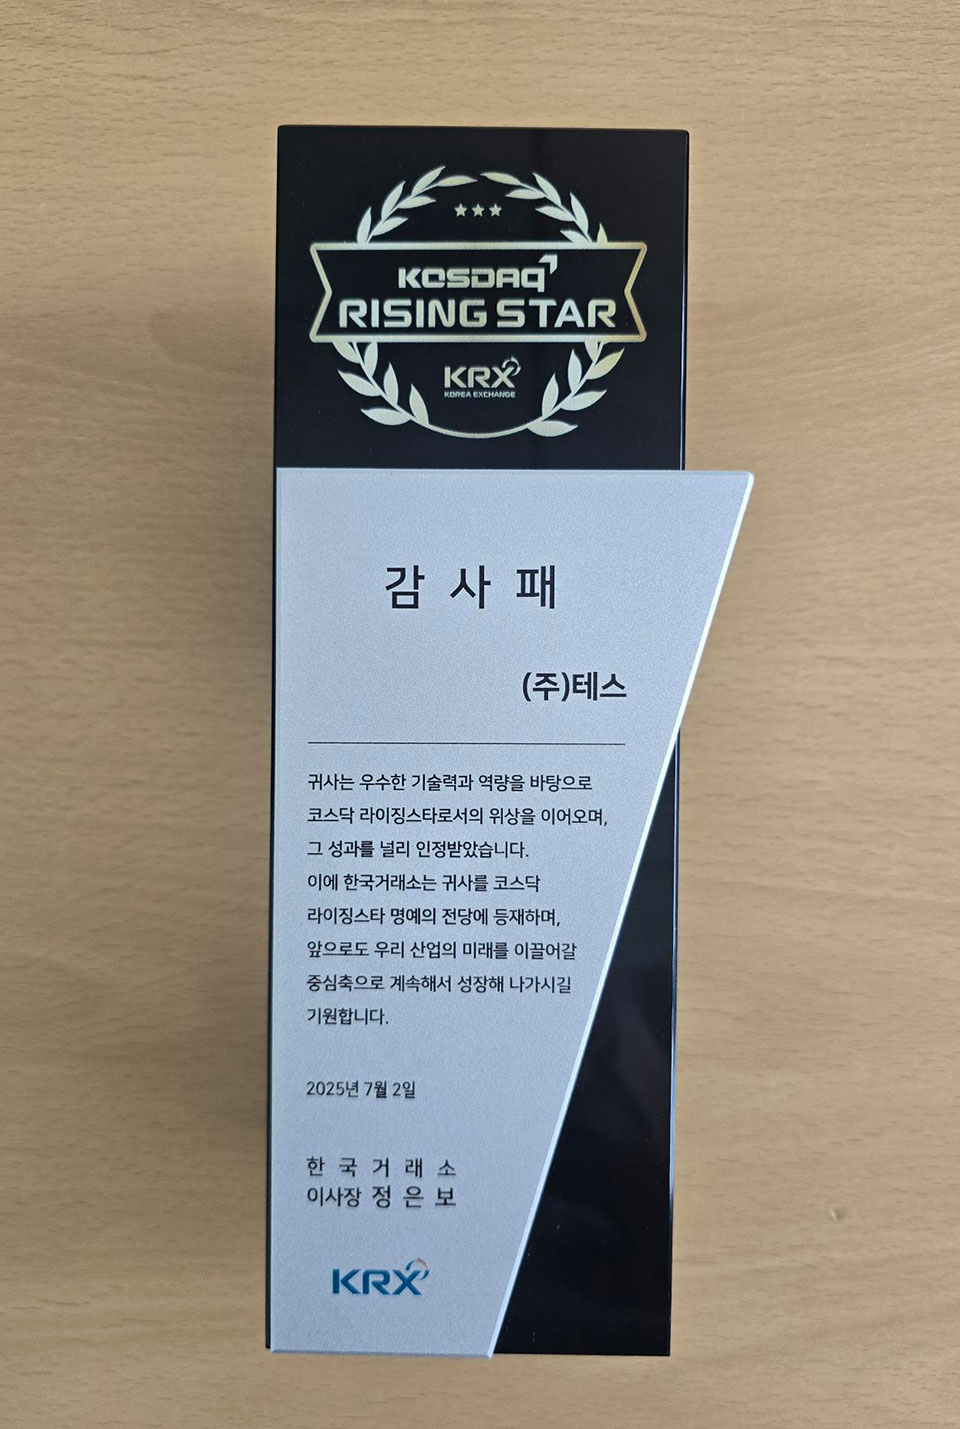 KOSDAQ
RISING STAR
KRX
KOREA EXCHANGE
감 사 패
(주)테스
귀사는 우수한 기술력과 역량을 바탕으로
코스닥 라이징스타로서의 위상을 이어오며,
그 성과를 널리 인정받았습니다.
이에 한국거래소는 귀사를 코스닥
라이징스타 명예의 전당에 등재하며,
앞으로도 우리 산업의 미래를 이끌어갈
중심축으로 계속해서 성장해 나가시길
기원합니다.
2025년 7월 2일
한 국 거 래 소
이사장 정 은 보
KRX